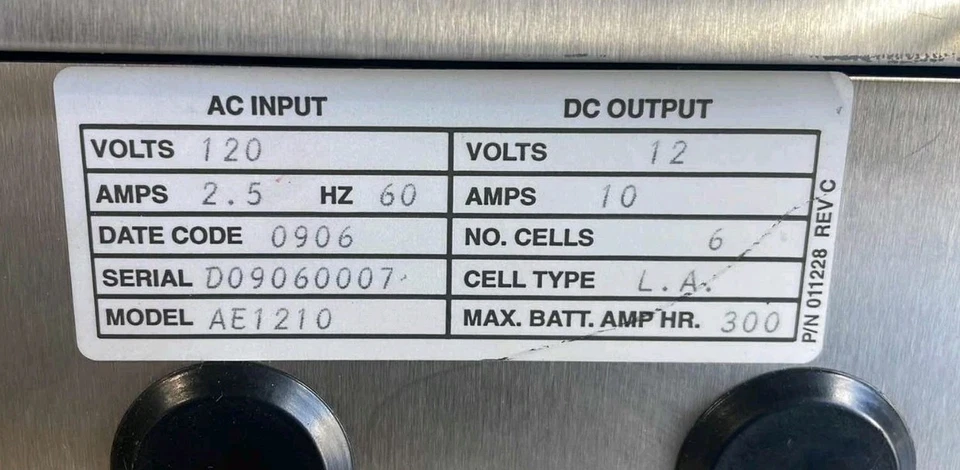 AC INPUT DC OUTPUT
VOLTS 120 VOLTS 12
AMPS 2.5 HZ 60 AMPS 10
DATE CODE 0906 NO. CELLS 6
SERIAL D09060007 CELL TYPE L.A.
MODEL AE1210 MAX. BATT. AMP HR. 300
P/N 011228 REV C